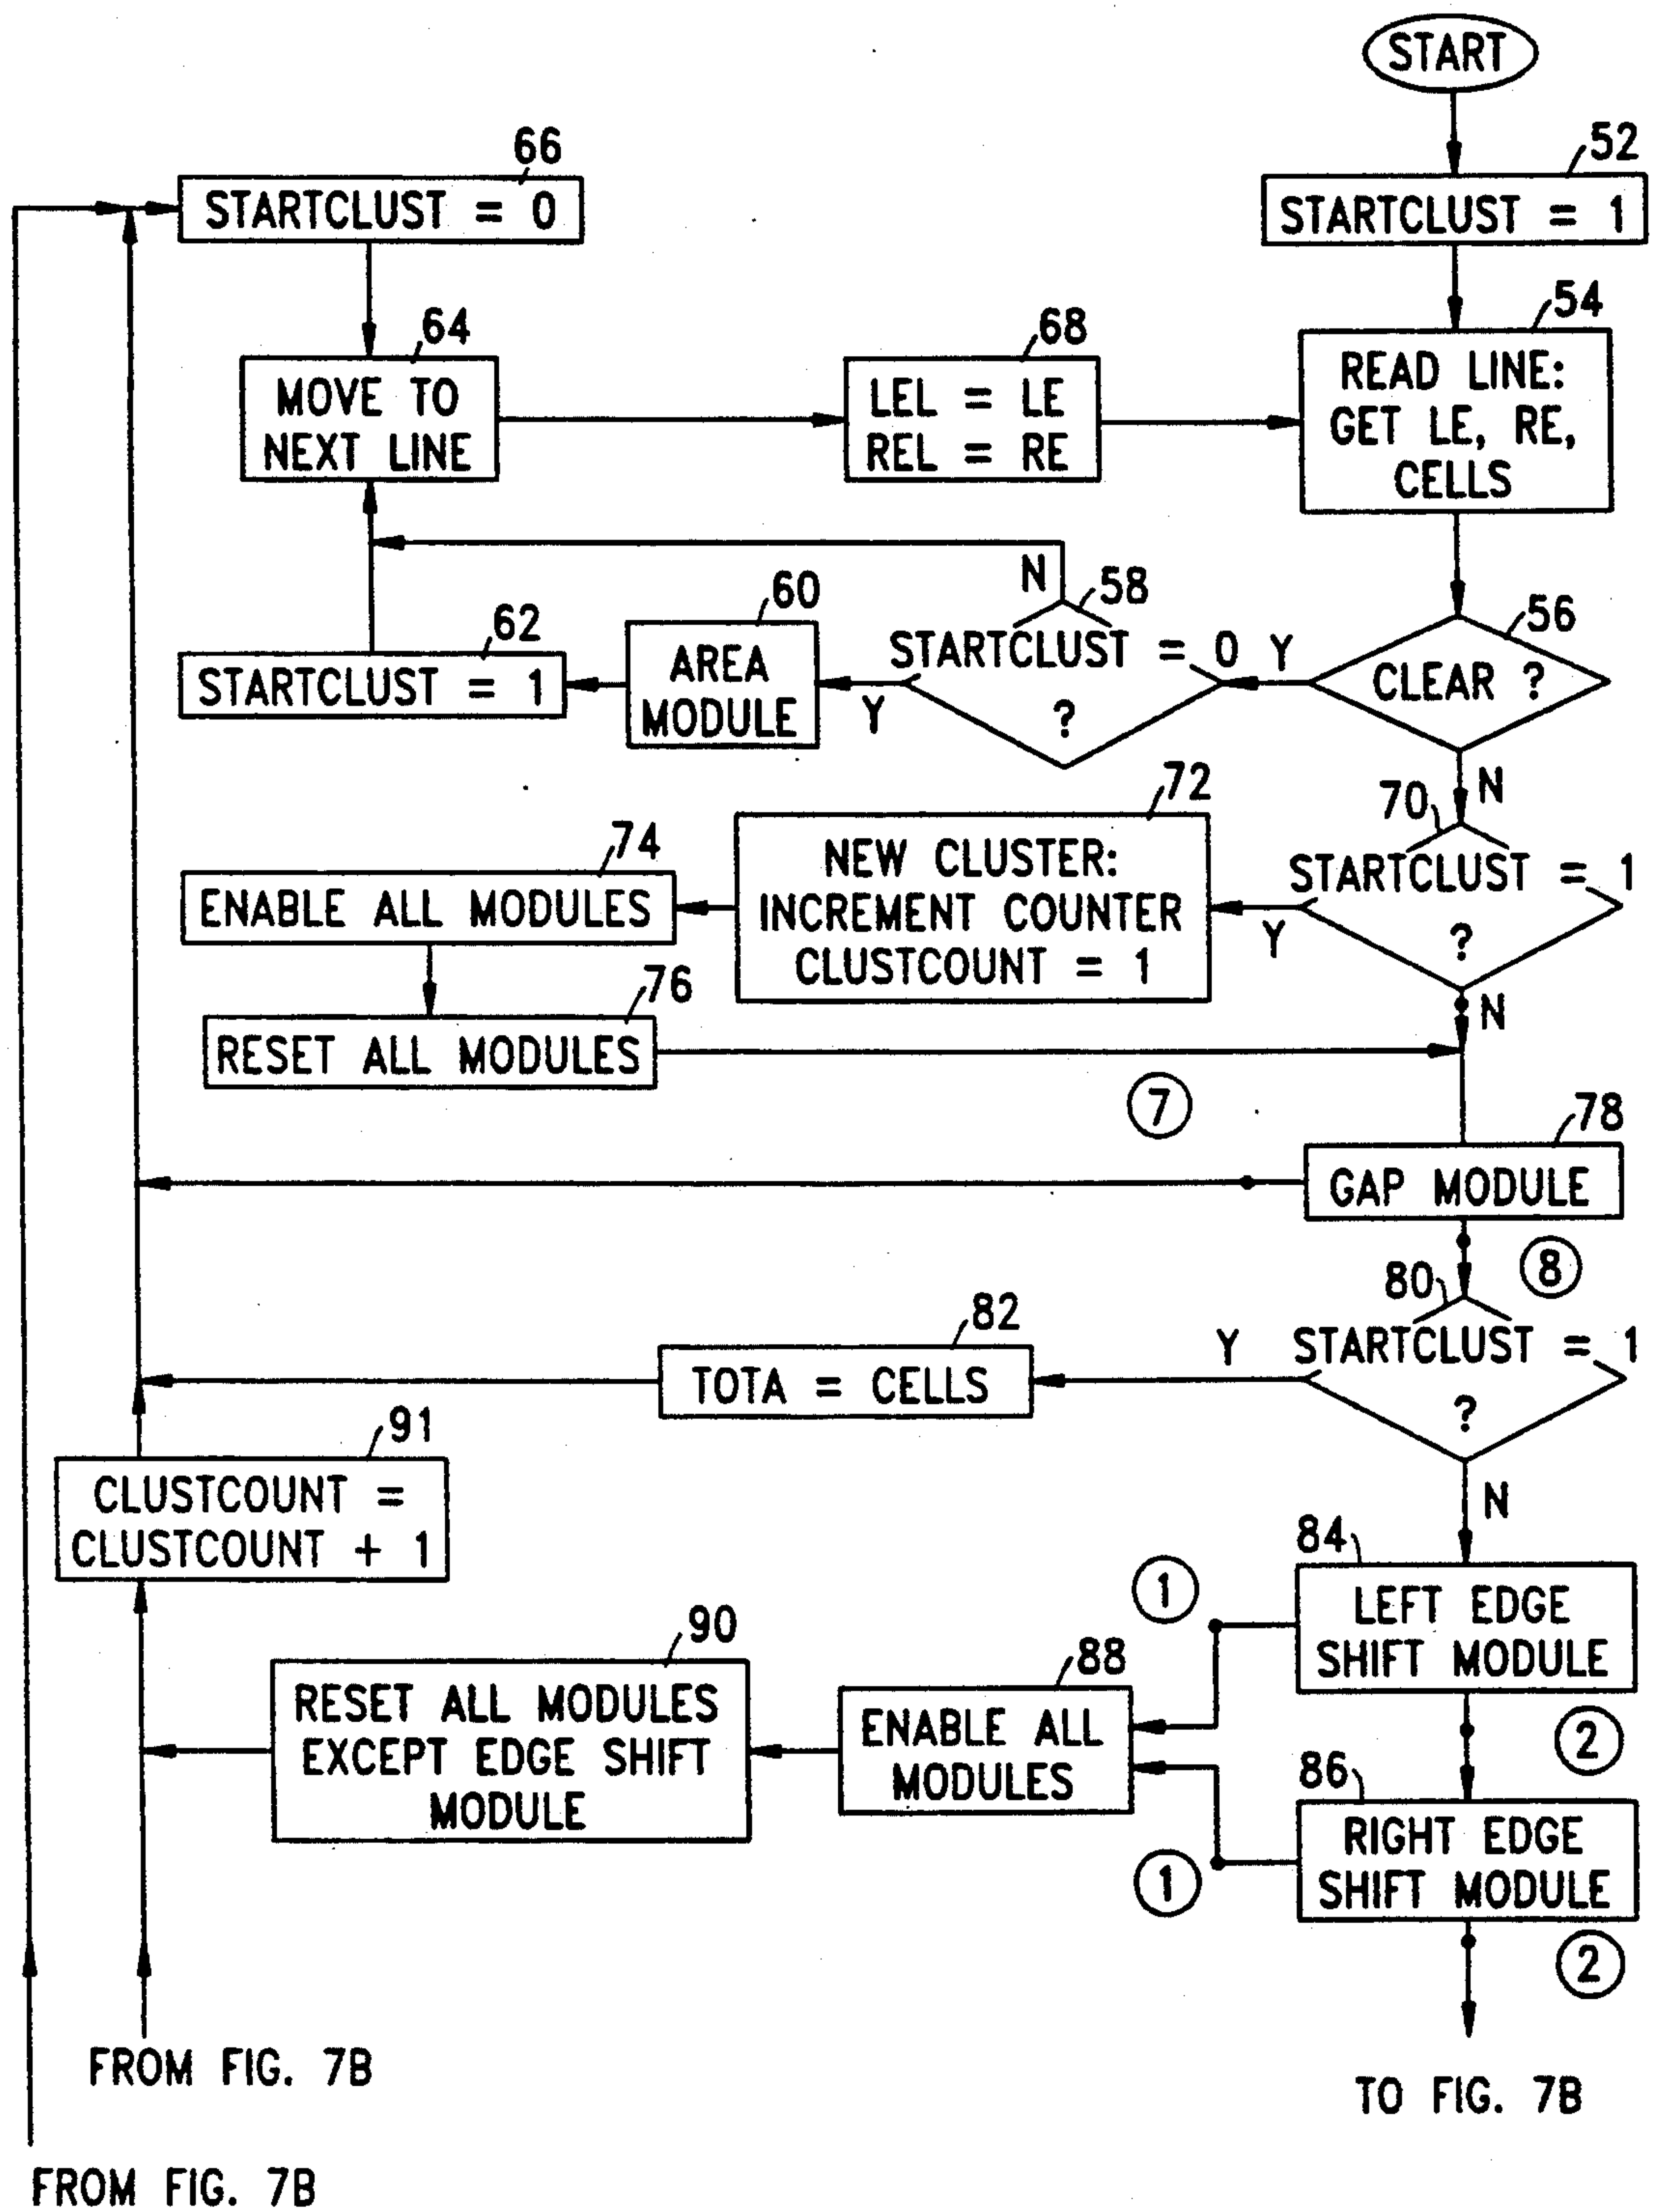 START
52
STARTCLUST = 1
66
STARTCLUST = 0
54
READ LINE:
GET LE, RE,
CELLS
64
MOVE TO
NEXT LINE
68
LEL = LE
REL = RE
56
CLEAR ?
Y
N
58
STARTCLUST = 0
?
N
Y
60
AREA
MODULE
62
STARTCLUST = 1
70
STARTCLUST = 1
?
Y
N
72
NEW CLUSTER:
INCREMENT COUNTER
CLUSTCOUNT = 1
74
ENABLE ALL MODULES
76
RESET ALL MODULES
7
78
GAP MODULE
8
80
STARTCLUST = 1
?
Y
N
82
TOTA = CELLS
91
CLUSTCOUNT =
CLUSTCOUNT + 1
84
LEFT EDGE
SHIFT MODULE
1
2
86
RIGHT EDGE
SHIFT MODULE
1
2
88
ENABLE ALL
MODULES
90
RESET ALL MODULES
EXCEPT EDGE SHIFT
MODULE
FROM FIG. 7B
TO FIG. 7B
FROM FIG. 7B